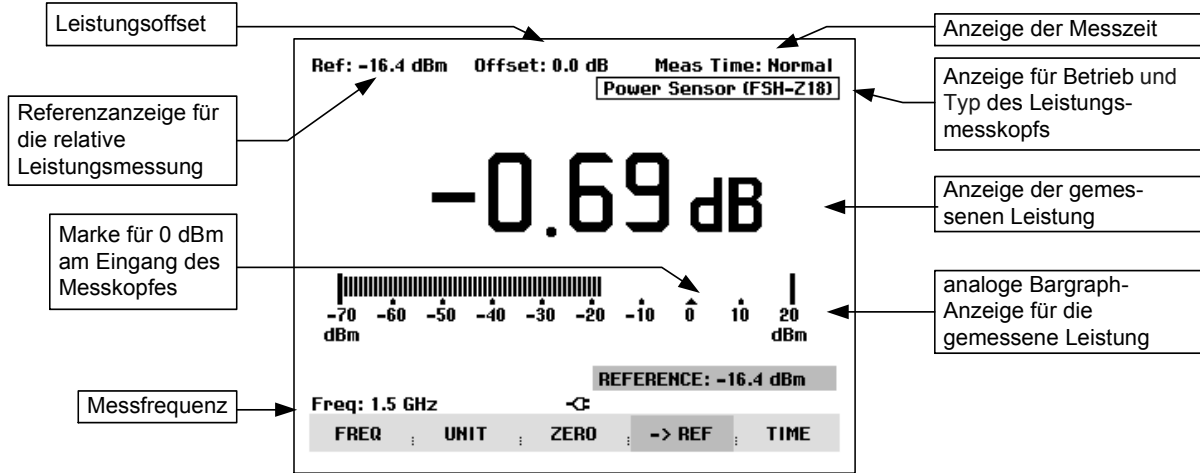 Leistungsoffset
Anzeige der Messzeit
Ref: -16.4 dBm Offset: 0.0 dB Meas Time: Normal
Power Sensor (FSH-Z18)
Anzeige für Betrieb und
Typ des Leistungs-
messkopfs
Referenzanzeige für
die relative
Leistungsmessung
-0.69 dB
Anzeige der gemes-
senen Leistung
Marke für 0 dBm
am Eingang des
Messkopfes
analoge Bargraph-
Anzeige für die
gemessene Leistung
-70 -60 -50 -40 -30 -20 -10 0 10 20
dBm dBm
REFERENCE: -16.4 dBm
Messfrequenz
Freq: 1.5 GHz
FREQ UNIT ZERO -> REF TIME